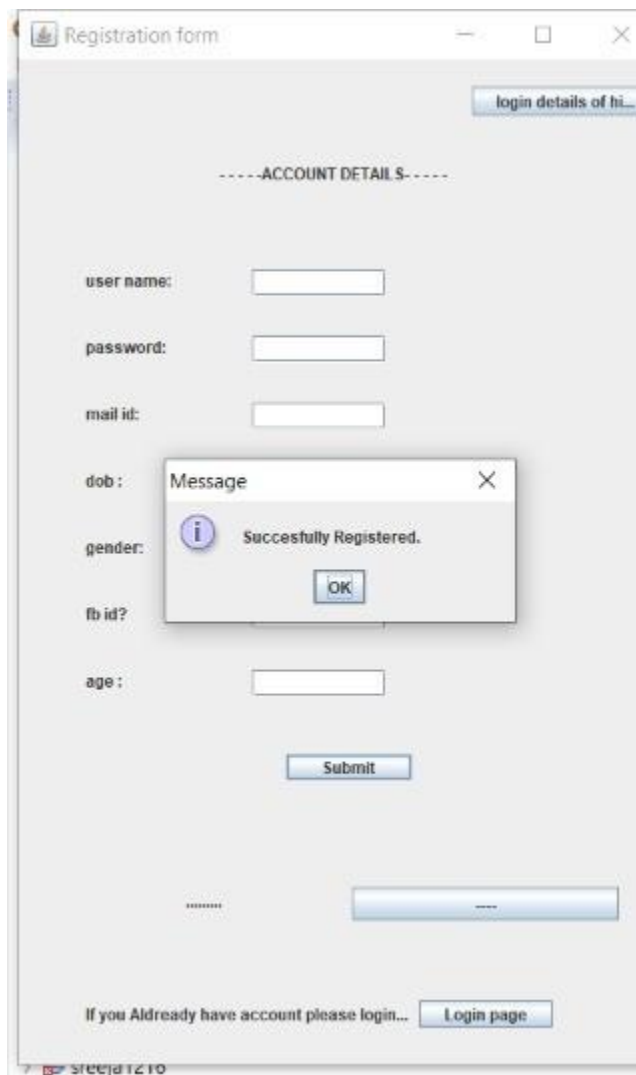 Registration form
login details of hi...
-----ACCOUNT DETAILS-----
user name:
password:
mail id:
dob :
Message
Succesfully Registered.
gender:
OK
fb id?
age :
Submit
.........
----
If you Aldready have account please login...
Login page
sreeja1216